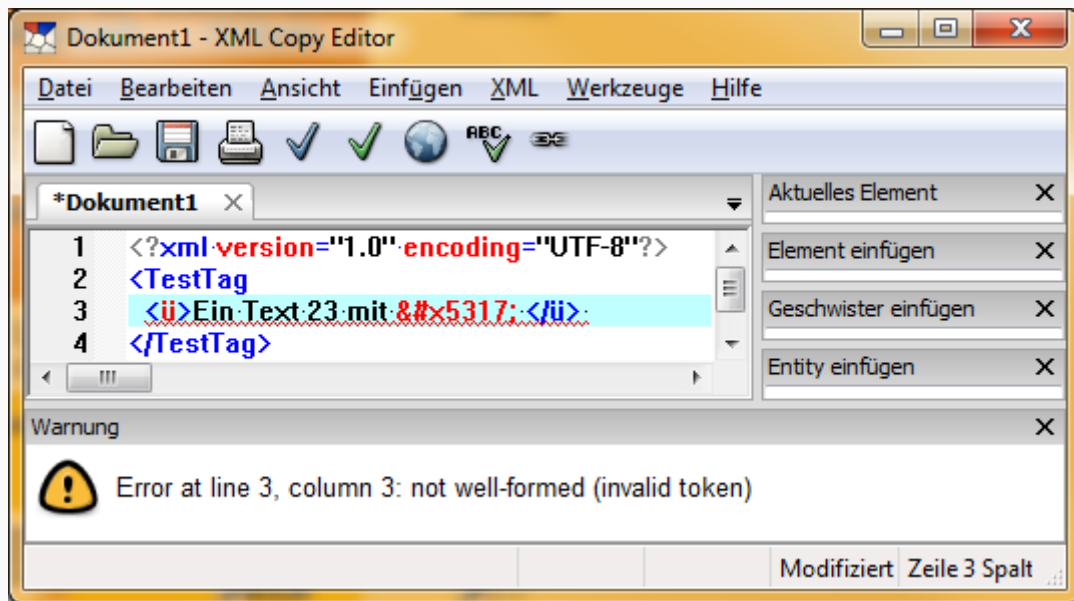 Dokument1 - XML Copy Editor
Datei Bearbeiten Ansicht Einfügen XML Werkzeuge Hilfe
ABC
*Dokument1
1 <?xml·version="1.0"·encoding="UTF-8"?>
2 <TestTag
3 <ü>Ein·Text·23·mit·&#x5317;·</ü>·
4 </TestTag>
Aktuelles Element
Element einfügen
Geschwister einfügen
Entity einfügen
Warnung
Error at line 3, column 3: not well-formed (invalid token)
Modifiziert Zeile 3 Spalt